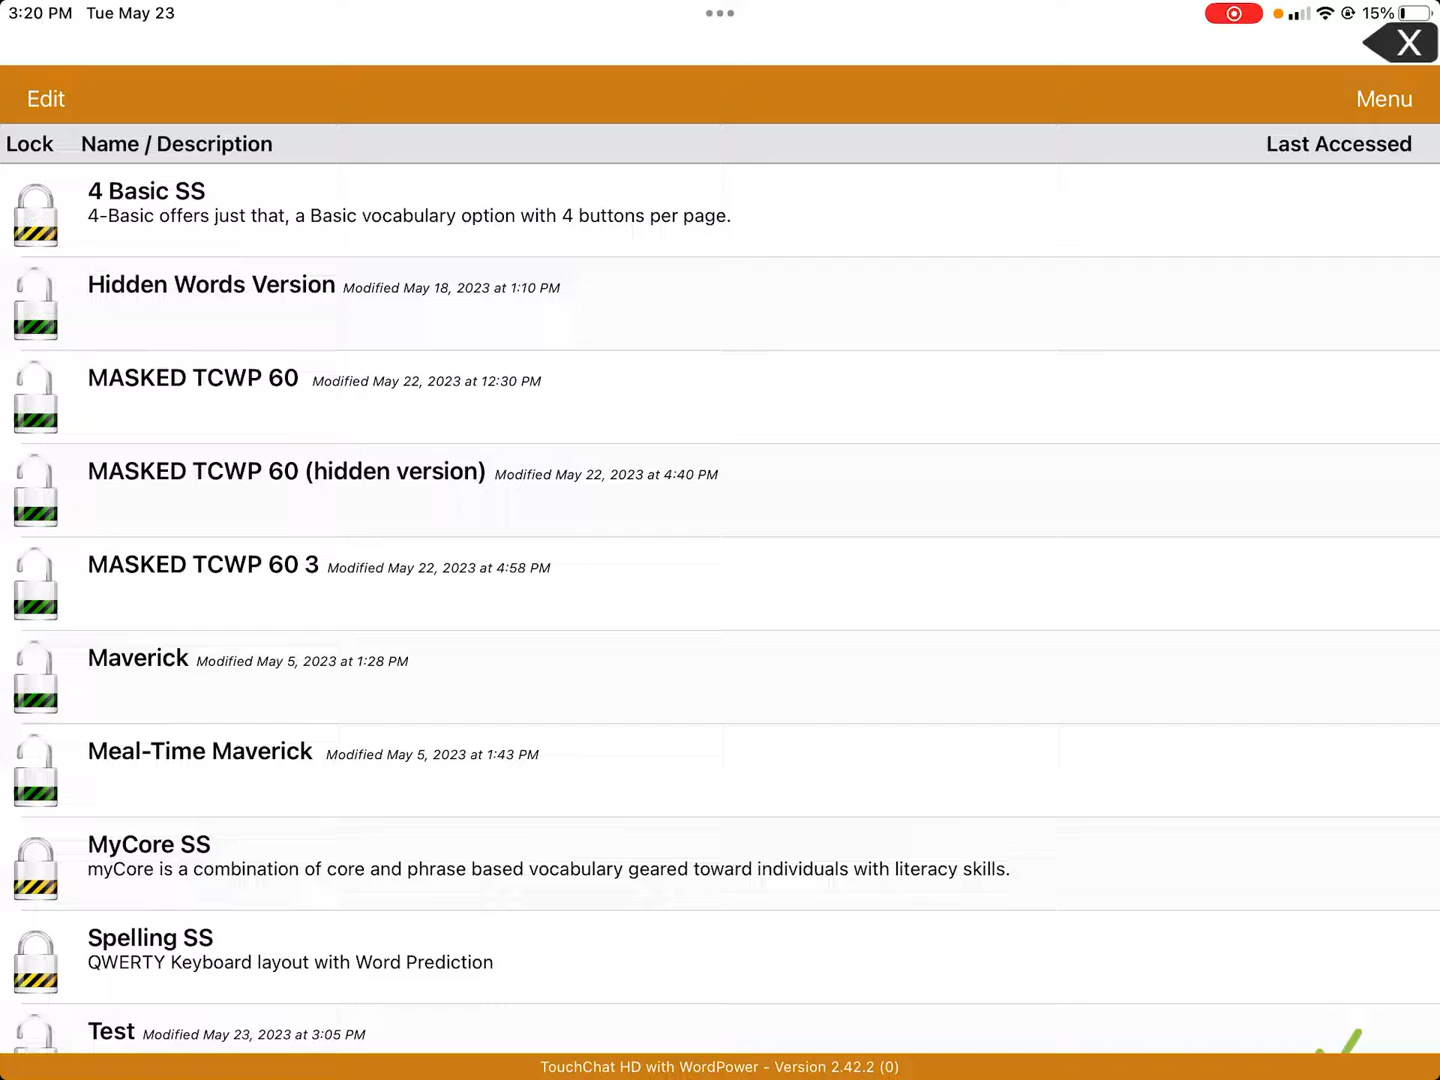 3:20 PM Tue May 23
15%
X
Edit Menu
Lock Name / Description Last Accessed
4 Basic SS
4-Basic offers just that, a Basic vocabulary option with 4 buttons per page.
Hidden Words Version Modified May 18, 2023 at 1:10 PM
MASKED TCWP 60 Modified May 22, 2023 at 12:30 PM
MASKED TCWP 60 (hidden version) Modified May 22, 2023 at 4:40 PM
MASKED TCWP 60 3 Modified May 22, 2023 at 4:58 PM
Maverick Modified May 5, 2023 at 1:28 PM
Meal-Time Maverick Modified May 5, 2023 at 1:43 PM
MyCore SS
myCore is a combination of core and phrase based vocabulary geared toward individuals with literacy skills.
Spelling SS
QWERTY Keyboard layout with Word Prediction
Test Modified May 23, 2023 at 3:05 PM
TouchChat HD with WordPower - Version 2.42.2 (0)